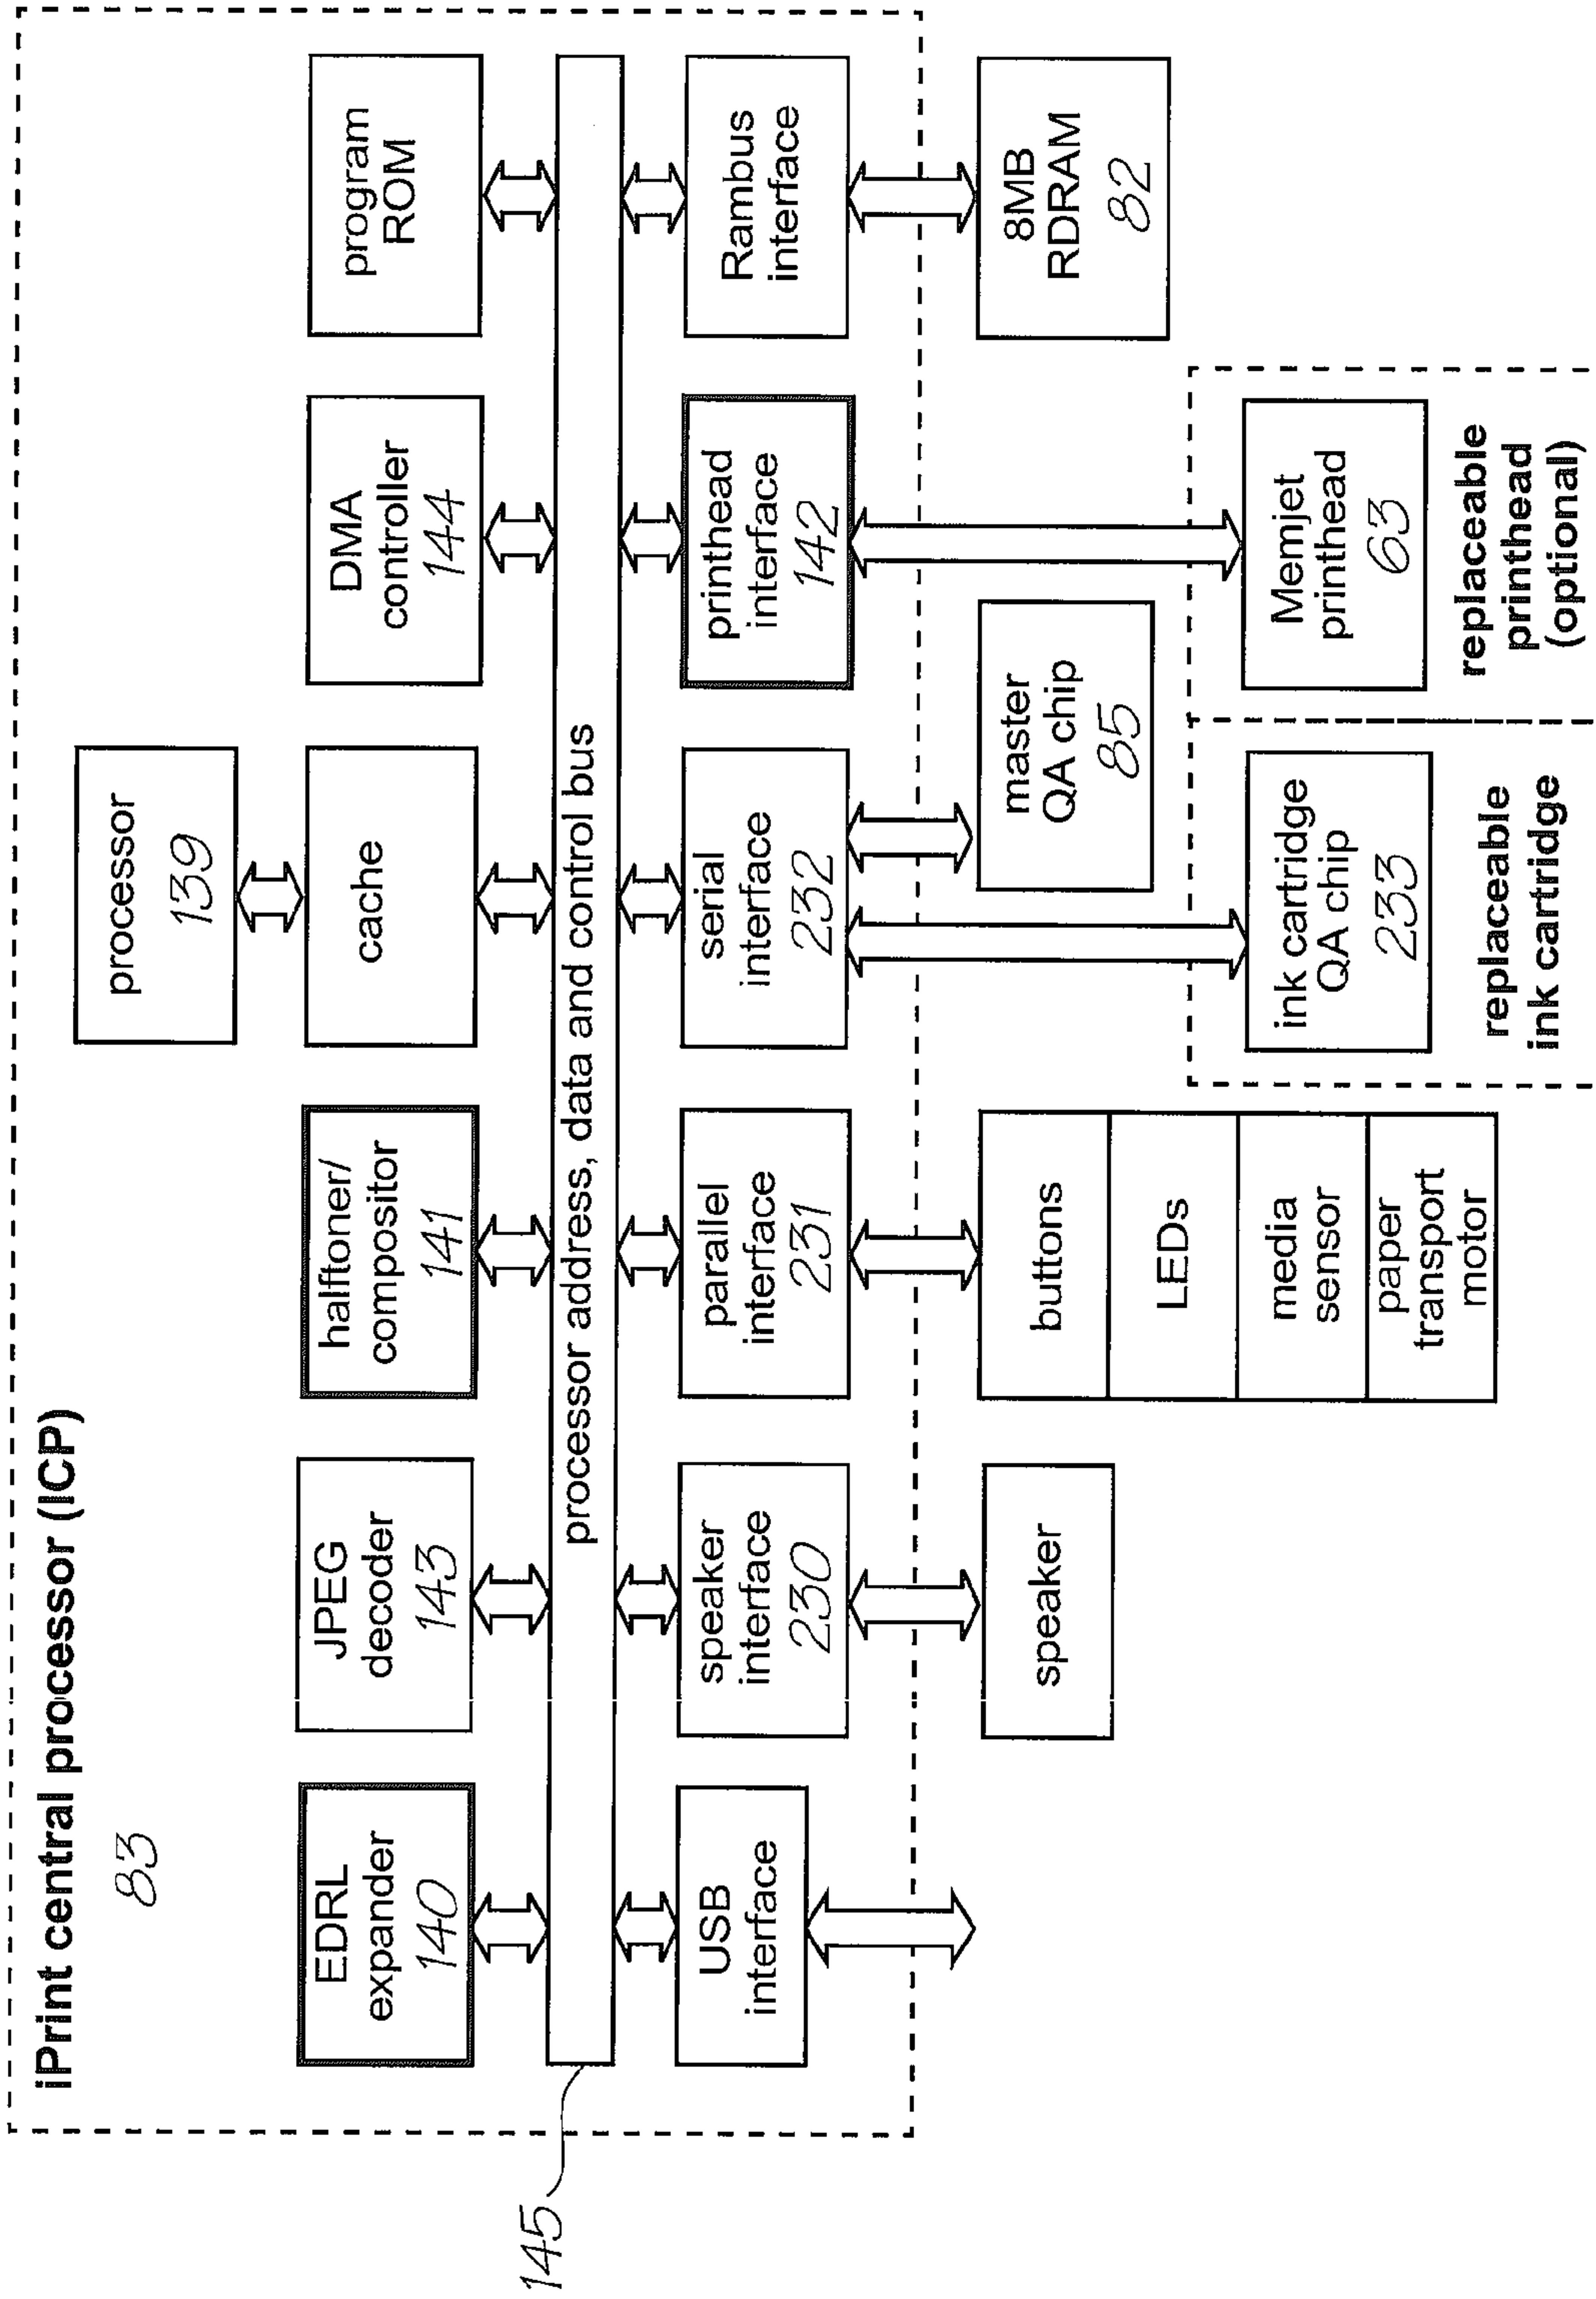 iPrint central processor (ICP)
83
processor
139
EDRL
expander
140
JPEG
decoder
143
halftoner/
compositor
141
cache
DMA
controller
144
program
ROM
145
processor address, data and control bus
USB
interface
speaker
interface
230
parallel
interface
231
serial
interface
232
printhead
interface
142
Rambus
interface
speaker
buttons
LEDs
media
sensor
paper
transport
motor
master
QA chip
85
8MB
RDRAM
82
ink cartridge
QA chip
233
replaceable
ink cartridge
Memjet
printhead
63
replaceable
printhead
(optional)